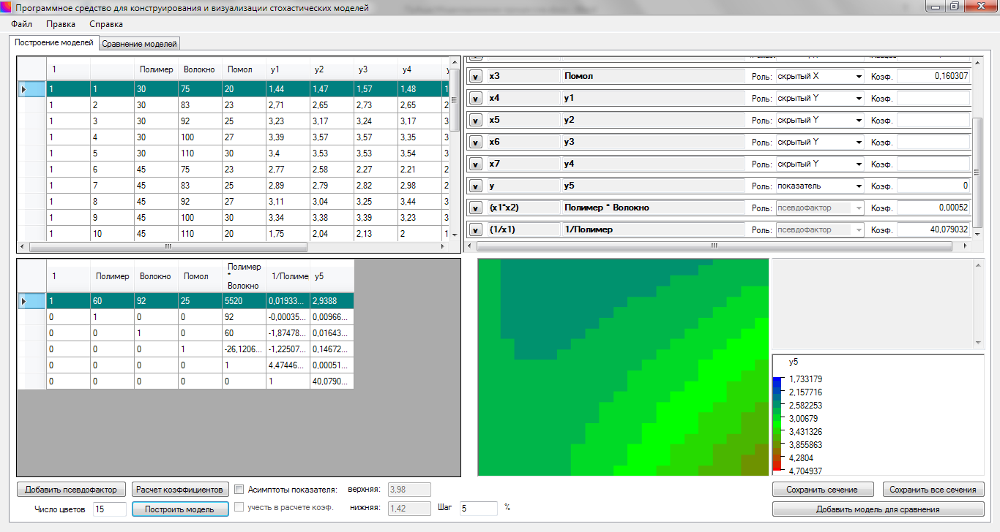 Программное средство для конструирования и визуализации стохастических моделей
Файл Правка Справка
Построение моделей Сравнение моделей
1 Полимер Волокно Помол y1 y2 y3 y4
1 1 30 75 20 1,44 1,47 1,57 1,48 1
1 2 30 83 23 2,71 2,65 2,73 2,65 2
1 3 30 92 25 3,23 3,17 3,24 3,17 3
1 4 30 100 27 3,39 3,57 3,57 3,35 3
1 5 30 110 30 3,4 3,53 3,53 3,54 3
1 6 45 75 23 2,77 2,58 2,27 2,21 2
1 7 45 83 25 2,89 2,79 2,82 2,98 2
1 8 45 92 27 3,11 3,04 3,25 3,44 3
1 9 45 100 30 3,34 3,38 3,39 3,23 3
1 10 45 110 20 1,75 2,04 2,13 2 1
v x3 Помол Роль: скрытый X Коэф. 0,160307
v x4 y1 Роль: скрытый Y Коэф.
v x5 y2 Роль: скрытый Y Коэф.
v x6 y3 Роль: скрытый Y Коэф.
v x7 y4 Роль: скрытый Y Коэф.
v y y5 Роль: показатель Коэф. 0
v (x1*x2) Полимер * Волокно Роль: псевдофактор Коэф. 0,00052
v (1/x1) 1/Полимер Роль: псевдофактор Коэф. 40,079032
1 Полимер Волокно Помол Полимер * Волокно 1/Полиме y5
1 60 92 25 5520 0,01933... 2,9388
0 1 0 0 92 -0,00035... 0,00966...
0 0 1 0 60 -1,87478... 0,01643...
0 0 0 1 -26,1206... -1,22507... 0,14672...
0 0 0 0 1 4,47446... 0,00051...
0 0 0 0 0 1 40,0790...
y5
1,733179
2,157716
2,582253
3,00679
3,431326
3,855863
4,2804
4,704937
Добавить псевдофактор Расчет коэффициентов Асимптоты показателя: верхняя: 3,98
Сохранить сечение Сохранить все сечения
Число цветов 15 Построить модель учесть в расчете коэф. нижняя: 1,42 Шаг 5 %
Добавить модель для сравнения